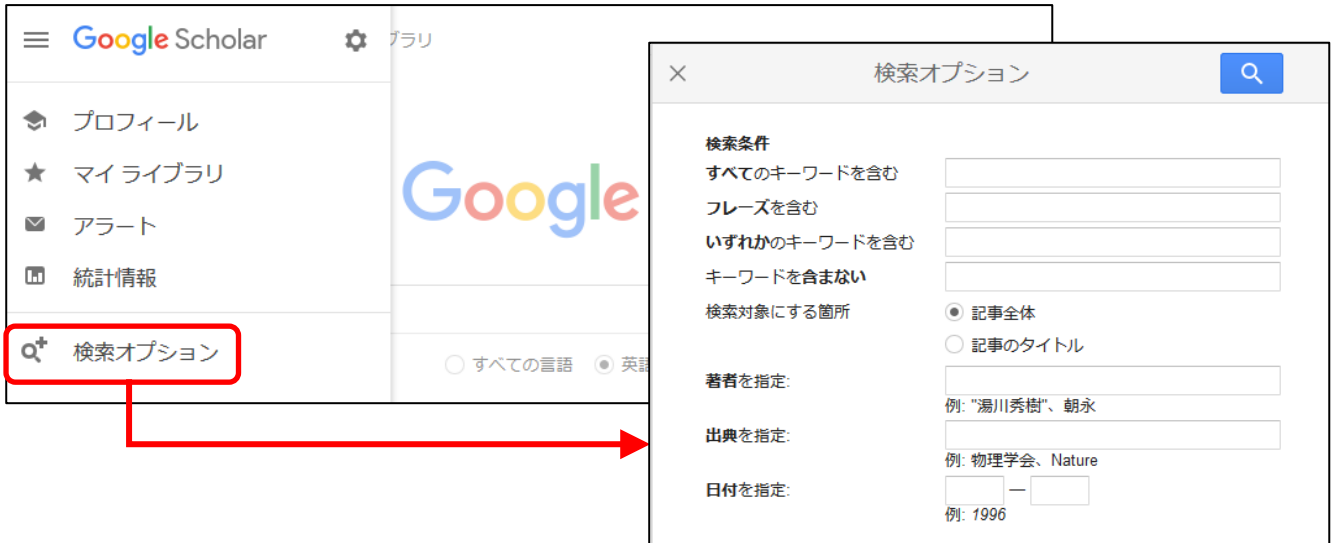 Google Scholar
ブラリ
プロフィール
マイ ライブラリ
アラート
統計情報
検索オプション
Google
すべての言語 英語
検索オプション
検索条件
すべてのキーワードを含む
フレーズを含む
いずれかのキーワードを含む
キーワードを含まない
検索対象にする箇所
記事全体
記事のタイトル
著者を指定:
例: "湯川秀樹"、朝永
出典を指定:
例: 物理学会、Nature
日付を指定:
—
例: 1996